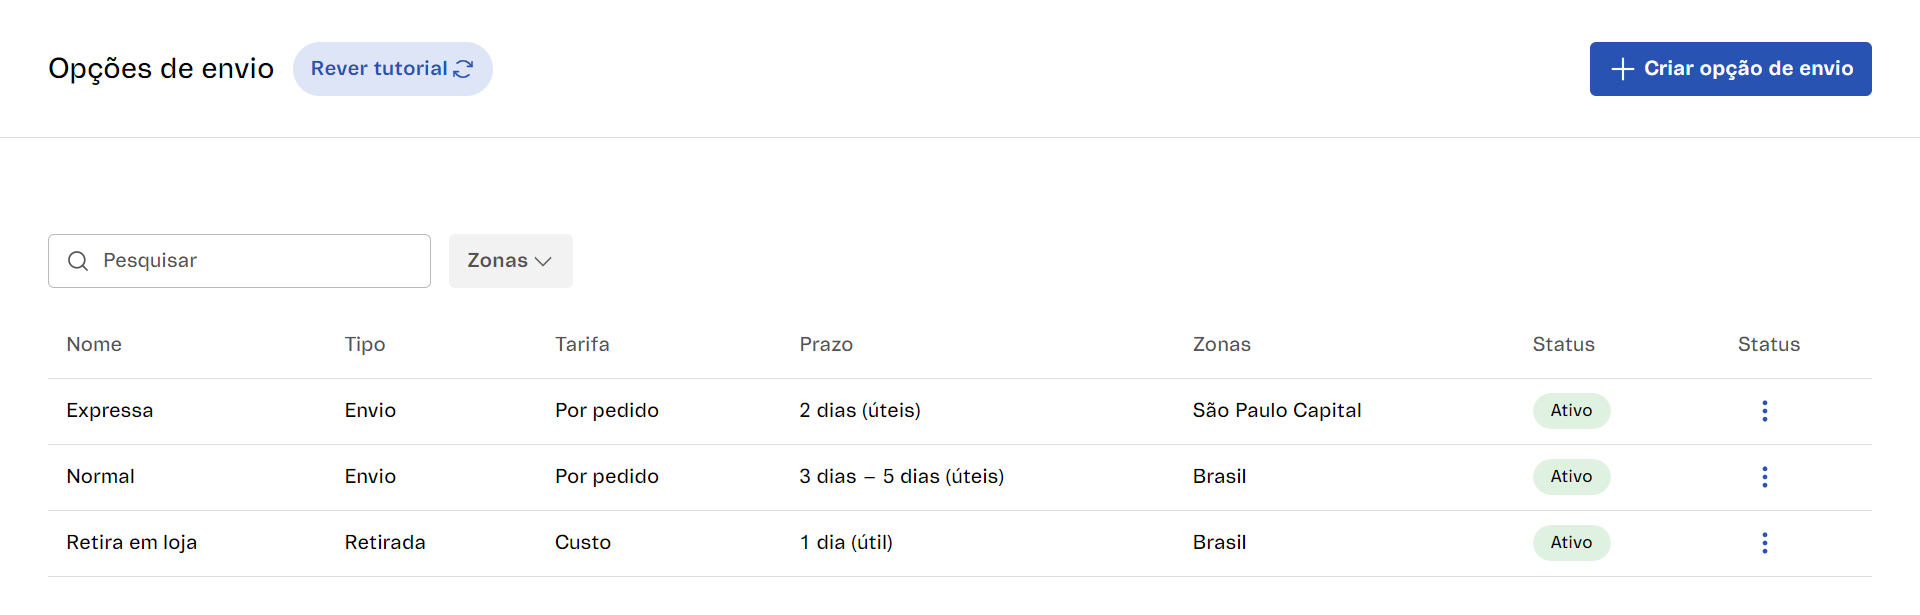 Opções de envio Rever tutorial Criar opção de envio
Pesquisar Zonas
Nome Tipo Tarifa Prazo Zonas Status Status
Expressa Envio Por pedido 2 dias (úteis) São Paulo Capital Ativo
Normal Envio Por pedido 3 dias – 5 dias (úteis) Brasil Ativo
Retira em loja Retirada Custo 1 dia (útil) Brasil Ativo